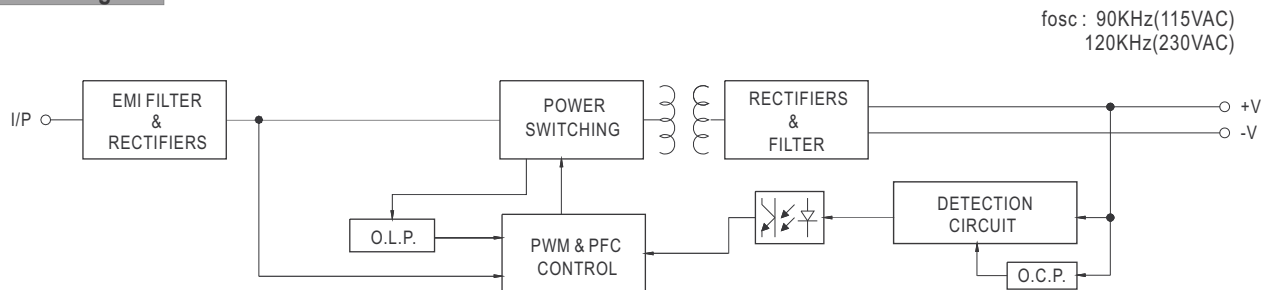 fosc : 90KHz(115VAC)
120KHz(230VAC)
I/P
EMI FILTER
&
RECTIFIERS
POWER
SWITCHING
RECTIFIERS
&
FILTER
+V
-V
O.L.P.
PWM & PFC
CONTROL
DETECTION
CIRCUIT
O.C.P.